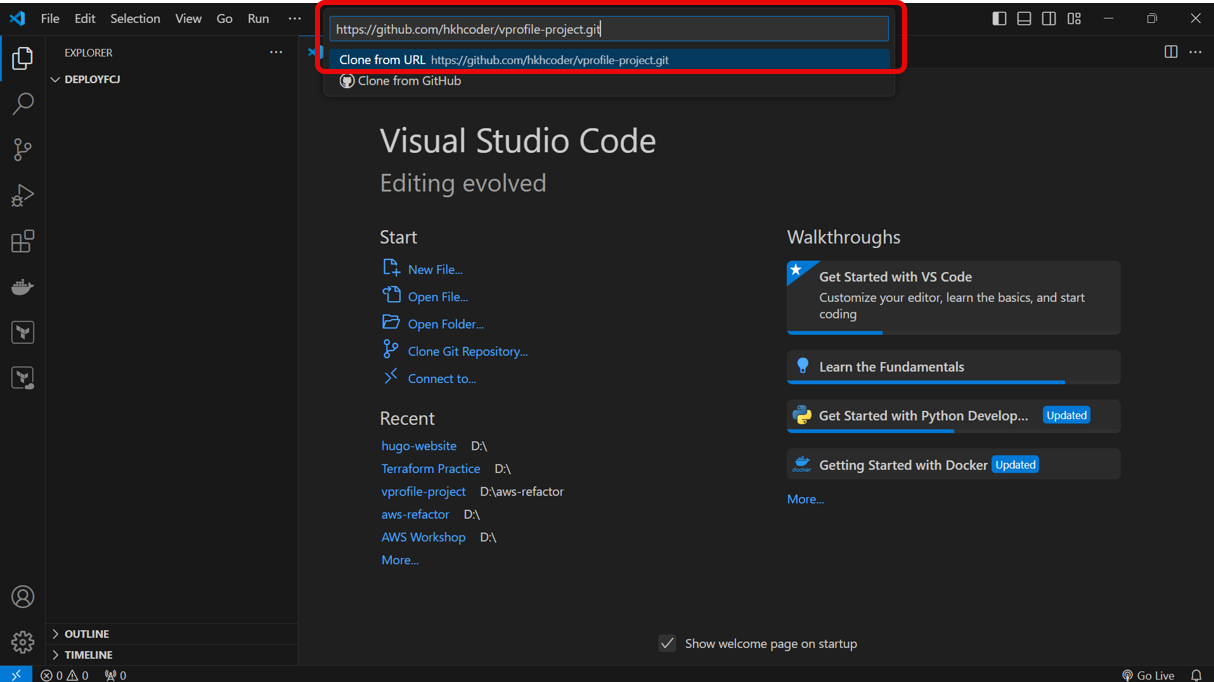 File Edit Selection View Go Run ···
https://github.com/hkhcoder/vprofile-project.git
Clone from URL https://github.com/hkhcoder/vprofile-project.git
Clone from GitHub
EXPLORER ···
DEPLOYFCJ
Visual Studio Code
Editing evolved
Start
New File...
Open File...
Open Folder...
Clone Git Repository...
Connect to...
Recent
hugo-website D:\
Terraform Practice D:\
vprofile-project D:\aws-refactor
aws-refactor D:\
AWS Workshop D:\
More...
Walkthroughs
Get Started with VS Code
Customize your editor, learn the basics, and start
coding
Learn the Fundamentals
Get Started with Python Develop... Updated
docker
Getting Started with Docker Updated
More...
Show welcome page on startup
OUTLINE
TIMELINE
0 0 0
Go Live